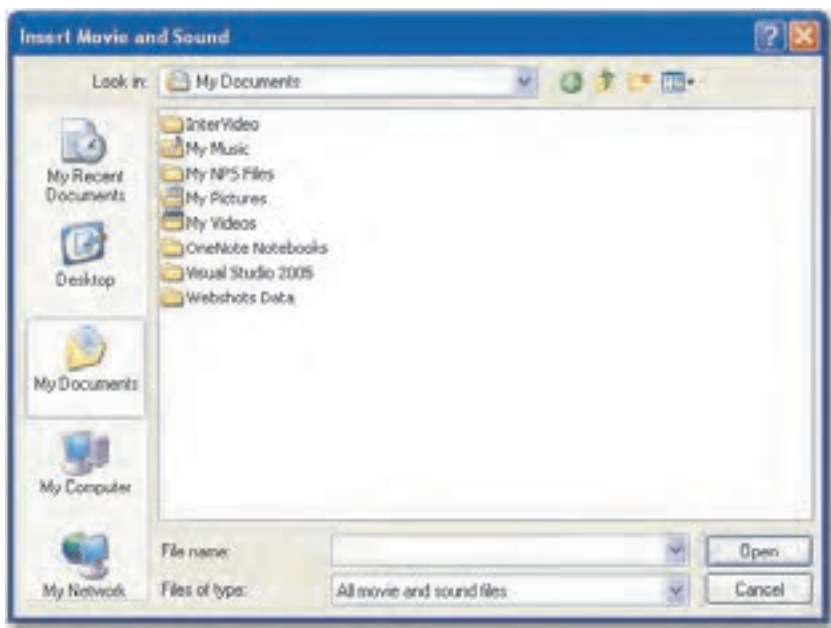 Insert Movie and Sound
Look in: My Documents
My Recent
Documents
Desktop
My Documents
My Computer
My Network
InterVideo
My Music
My NPS Files
My Pictures
My Videos
OneNote Notebooks
Visual Studio 2005
Webshots Data
File name:
Open
Files of type: All movie and sound files
Cancel